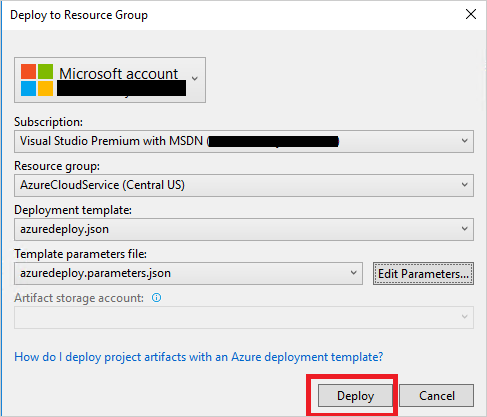 Deploy to Resource Group
Microsoft account
Subscription:
Visual Studio Premium with MSDN ( )
Resource group:
AzureCloudService (Central US)
Deployment template:
azuredeploy.json
Template parameters file:
azuredeploy.parameters.json
Edit Parameters...
Artifact storage account:
How do I deploy project artifacts with an Azure deployment template?
Deploy Cancel